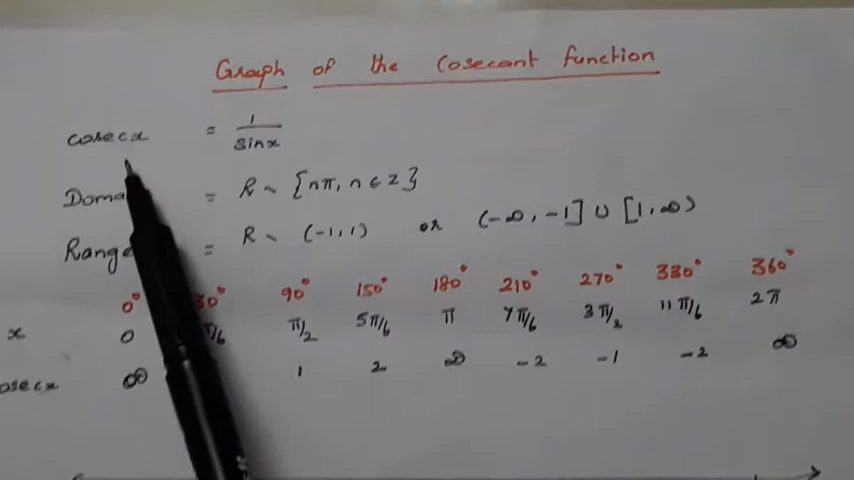 Graph of the Cosecant function
cosecx = 1/sinx
Doma = R ~ {nπ, n ∈ Z}
Range = R ~ (-1,1) or (-∞, -1] ∪ [1, ∞)
0° 30° 90° 150° 180° 210° 270° 330° 360°
x 0 π/6 π/2 5π/6 π 7π/6 3π/2 11π/6 2π
osecx ∞ 1 2 ∞ -2 -1 -2 ∞